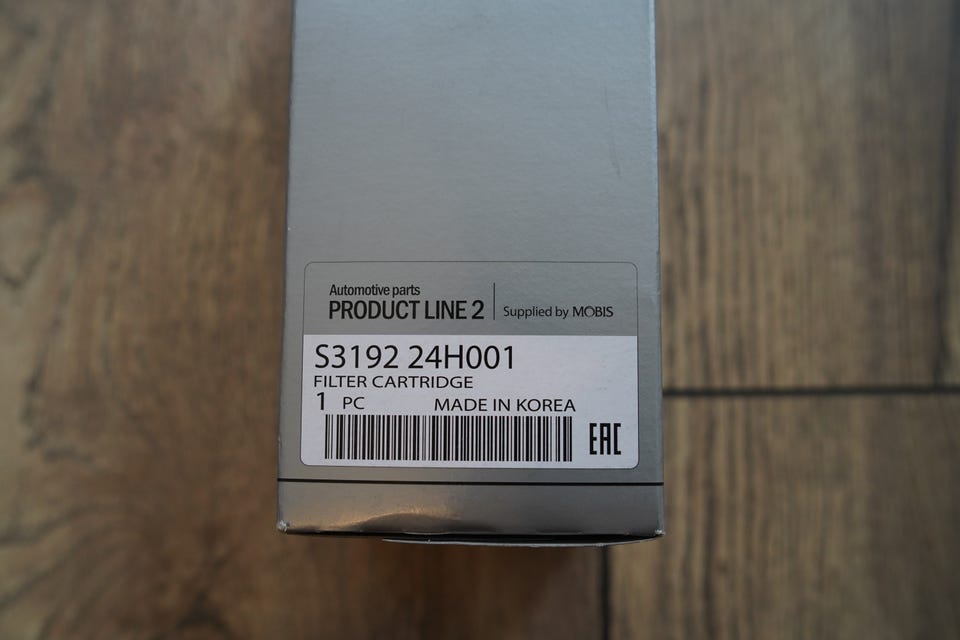 Automotive parts
PRODUCT LINE 2 Supplied by MOBIS
S3192 24H001
FILTER CARTRIDGE
1 PC MADE IN KOREA
EAC